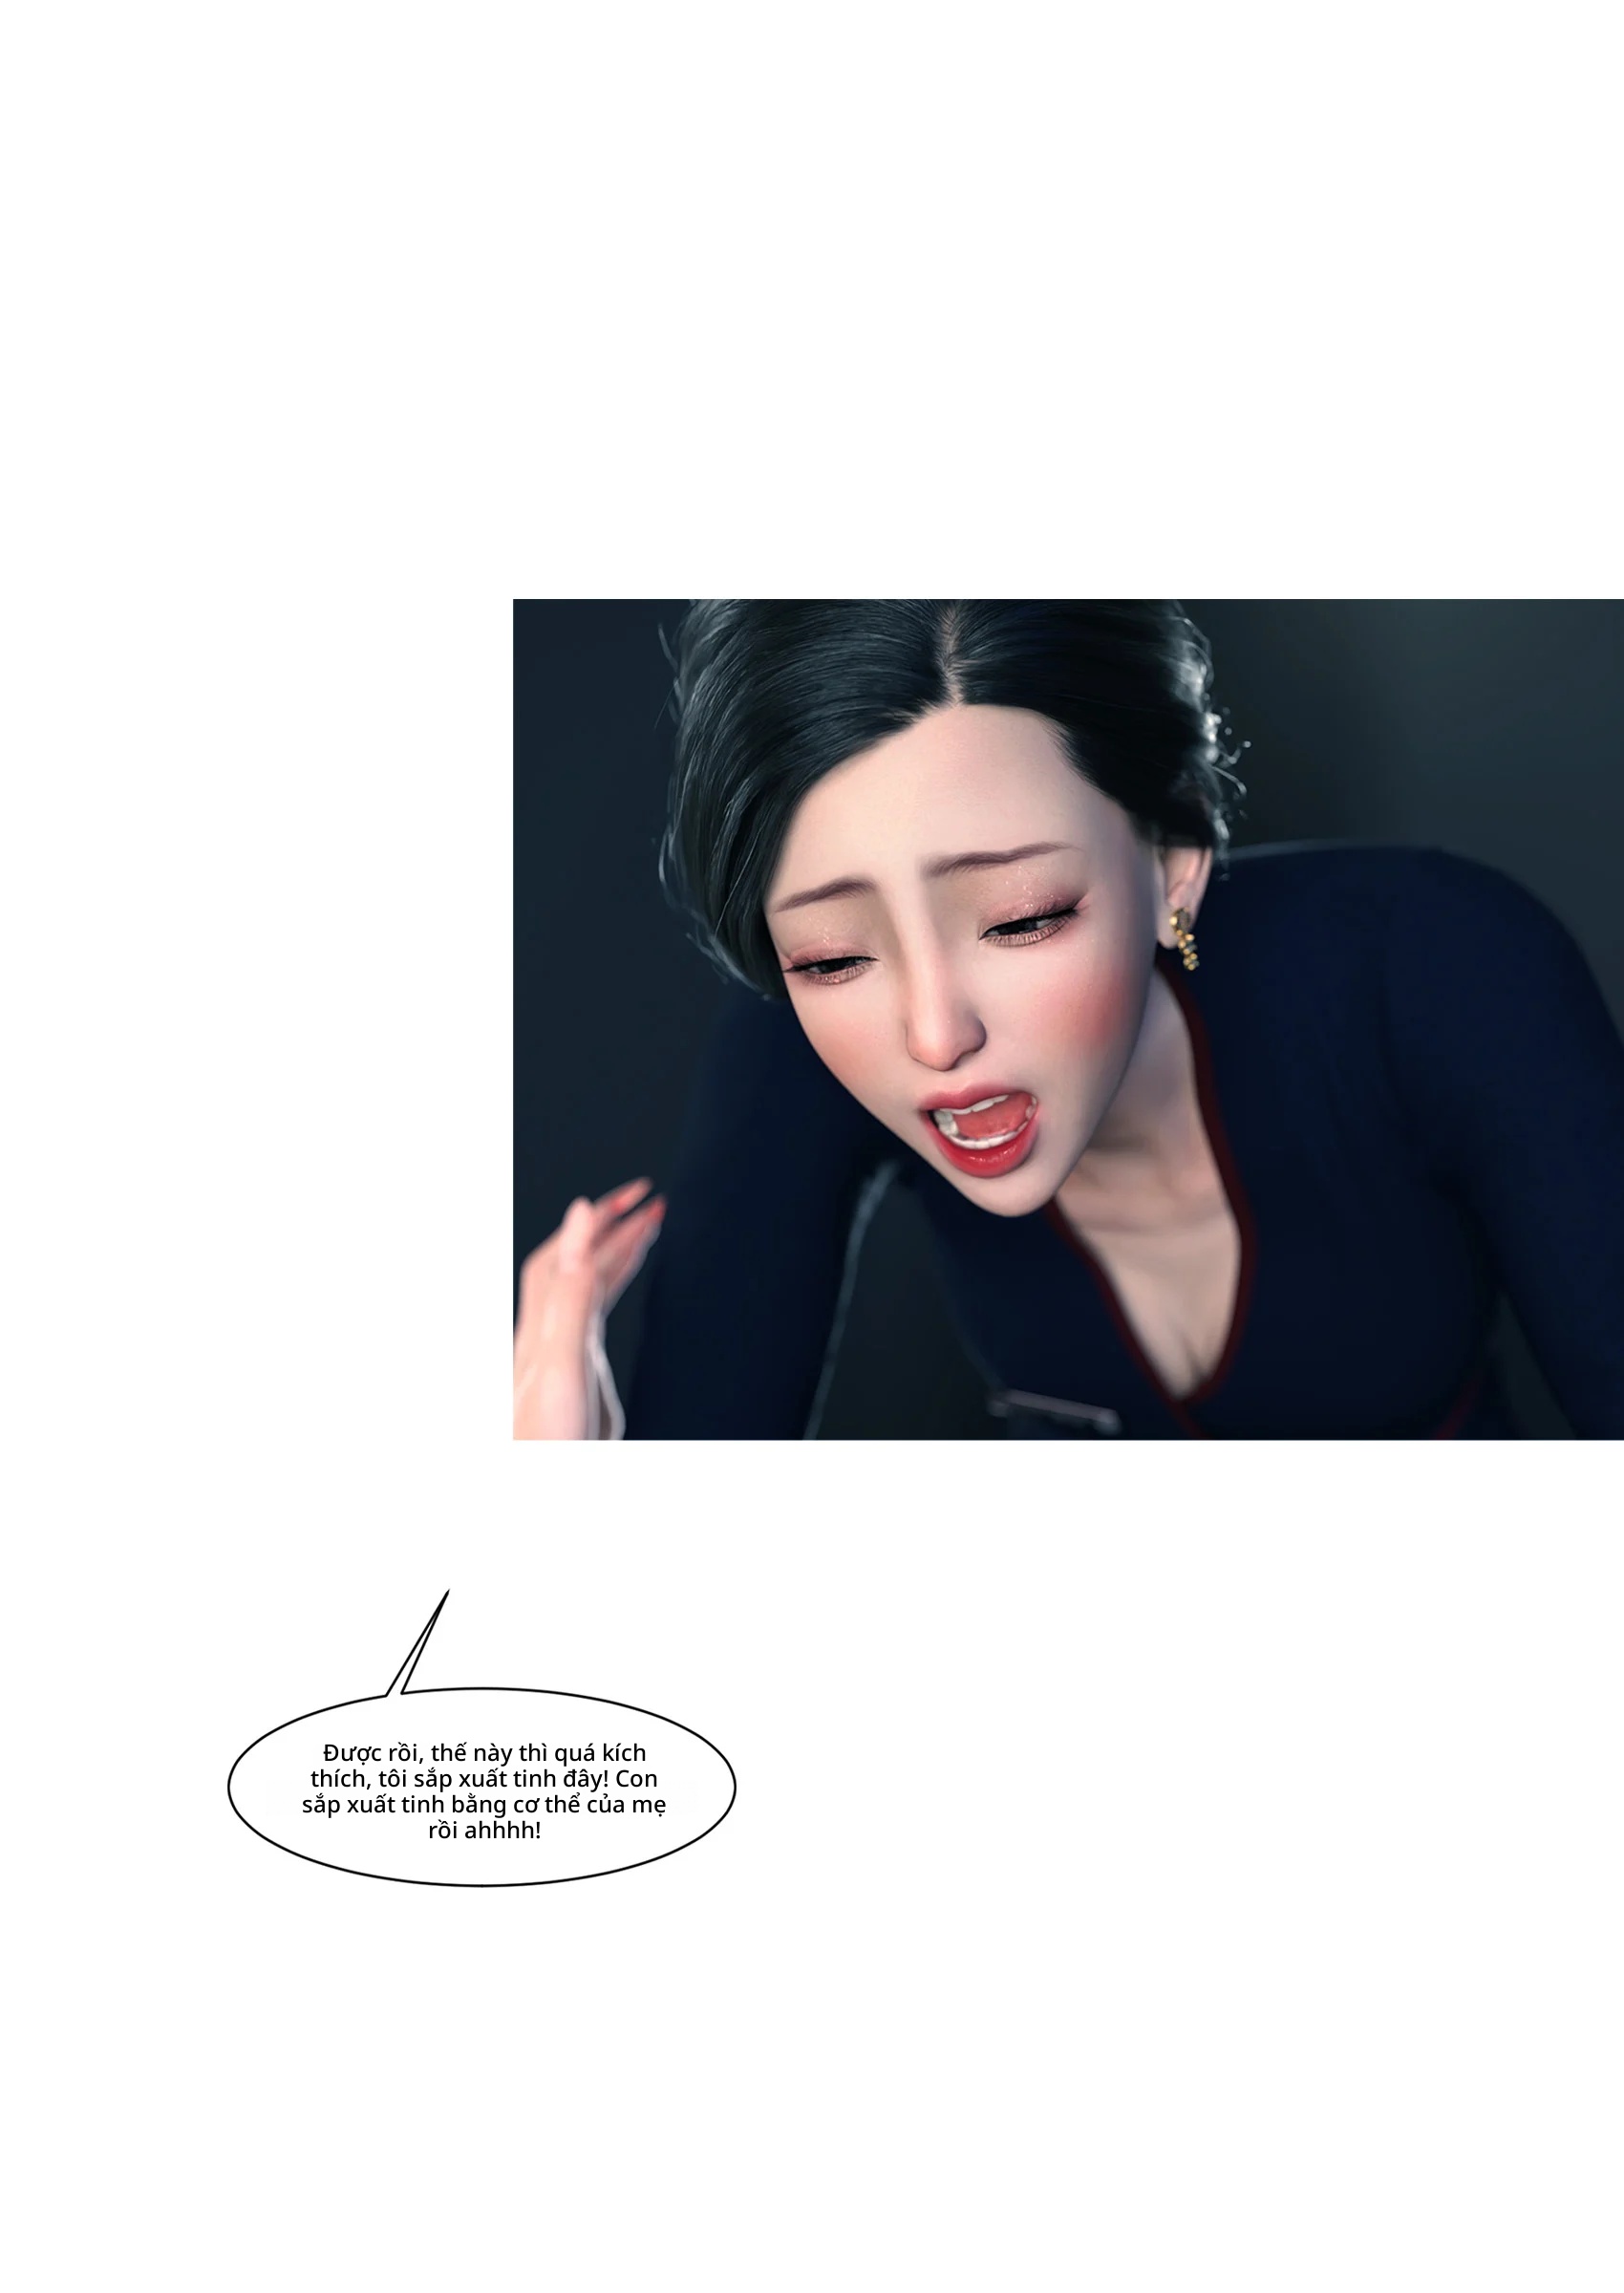 Được rồi, thế này thì quá kích
thích, tôi sắp xuất tinh đây! Con
sắp xuất tinh bằng cơ thể của mẹ
rồi ahhhh!